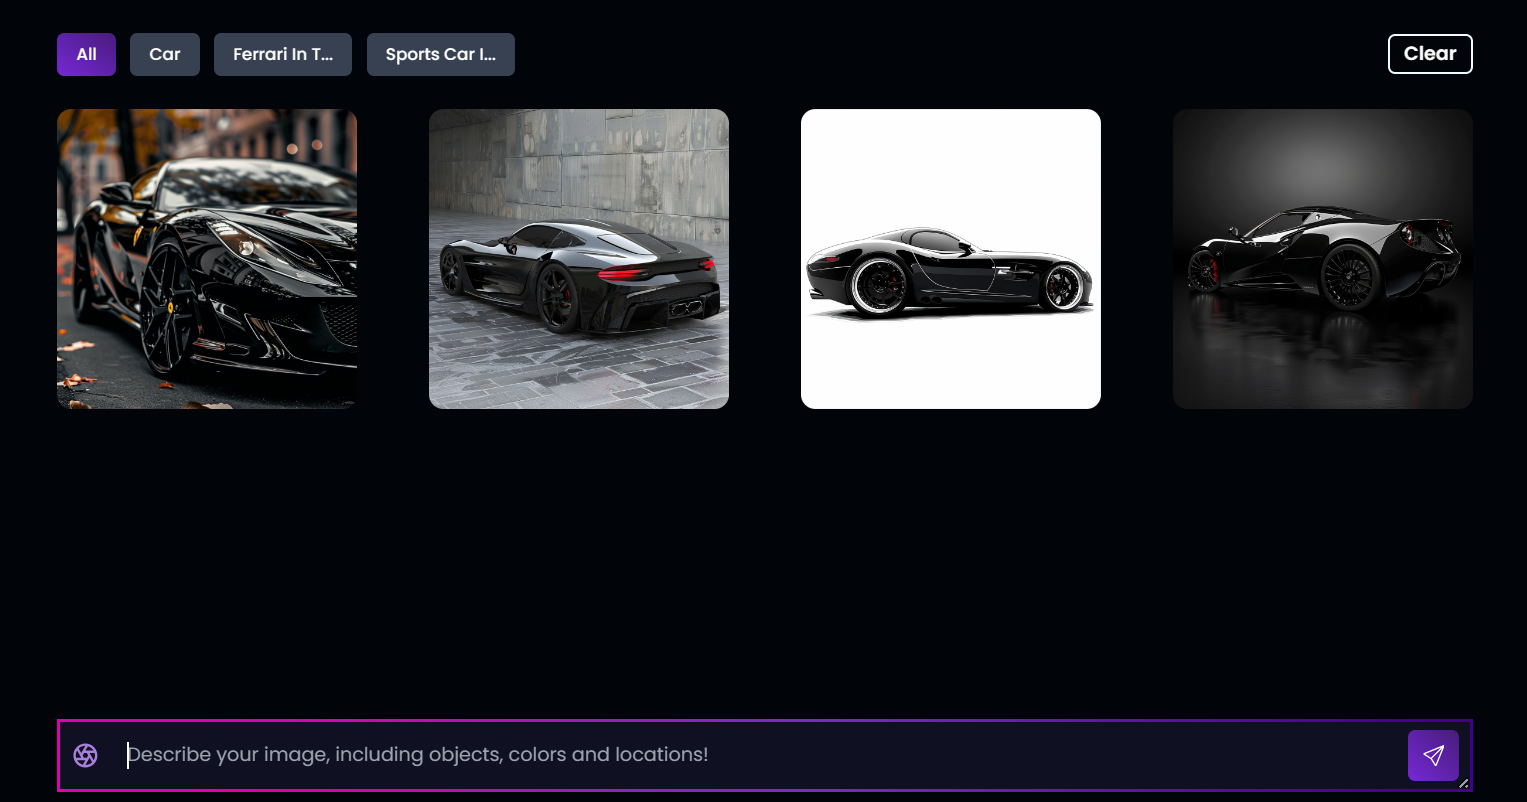 All
Car
Ferrari In T...
Sports Car I...
Clear
Describe your image, including objects, colors and locations!